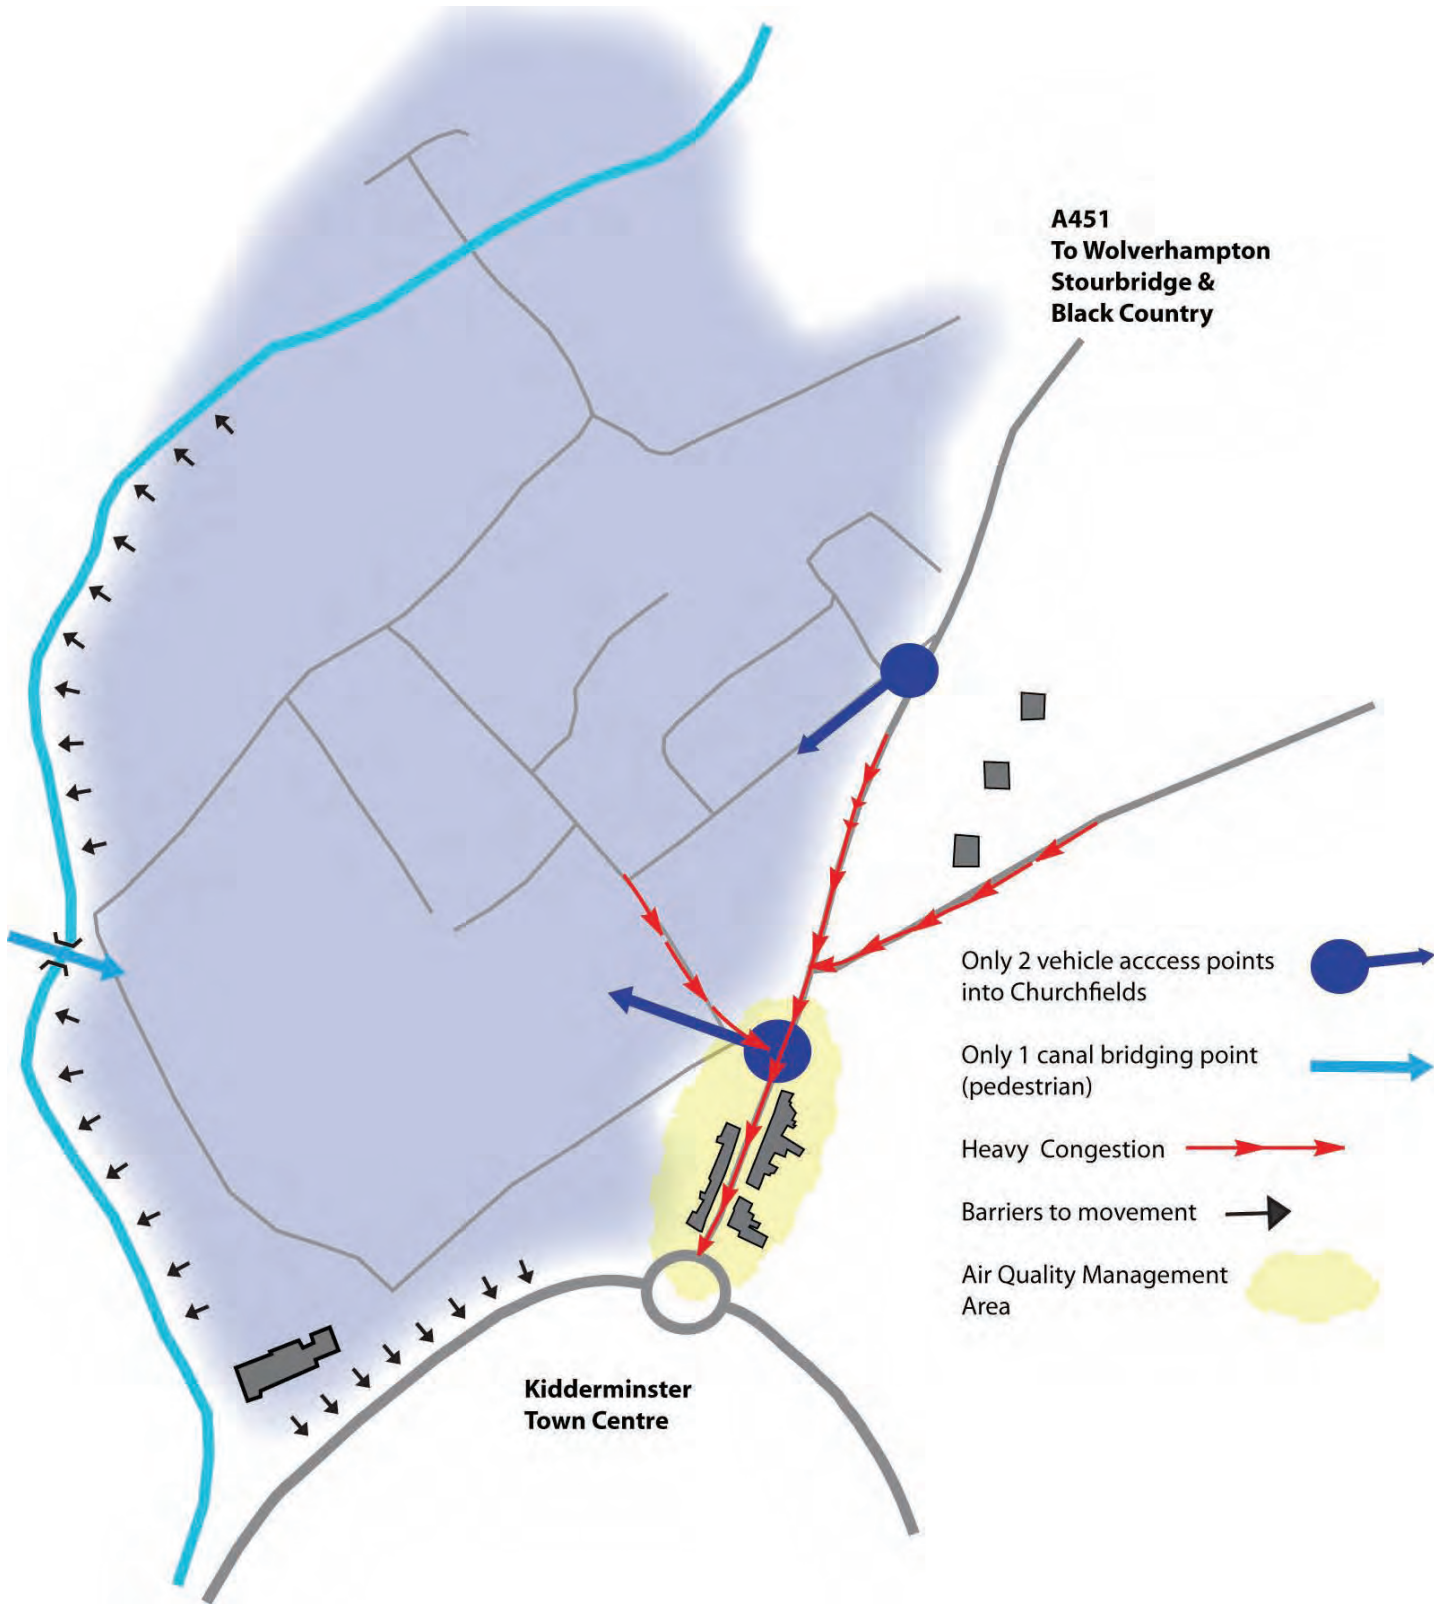 A451
To Wolverhampton
Stourbridge &
Black Country
Only 2 vehicle acccess points
into Churchfields
Only 1 canal bridging point
(pedestrian)
Heavy Congestion
Barriers to movement
Air Quality Management
Area
Kidderminster
Town Centre